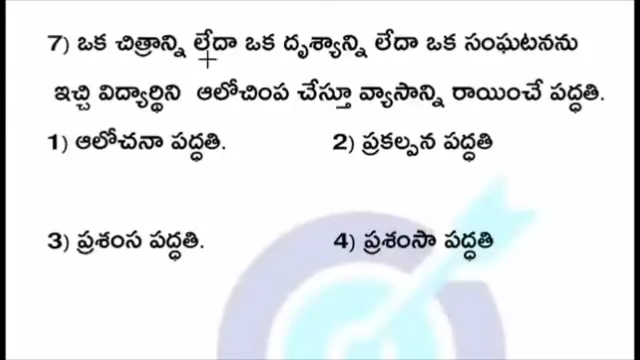 7) ఒక చిత్రాన్ని లేదా ఒక దృశ్యాన్ని లేదా ఒక సంఘటనను
ఇచ్చి విద్యార్థిని ఆలోచింప చేస్తూ వ్యాసాన్ని రాయించే పద్ధతి.
1) ఆలోచనా పద్ధతి. 2) ప్రకల్పన పద్ధతి
3) ప్రశంస పద్ధతి. 4) ప్రశంసా పద్ధతి